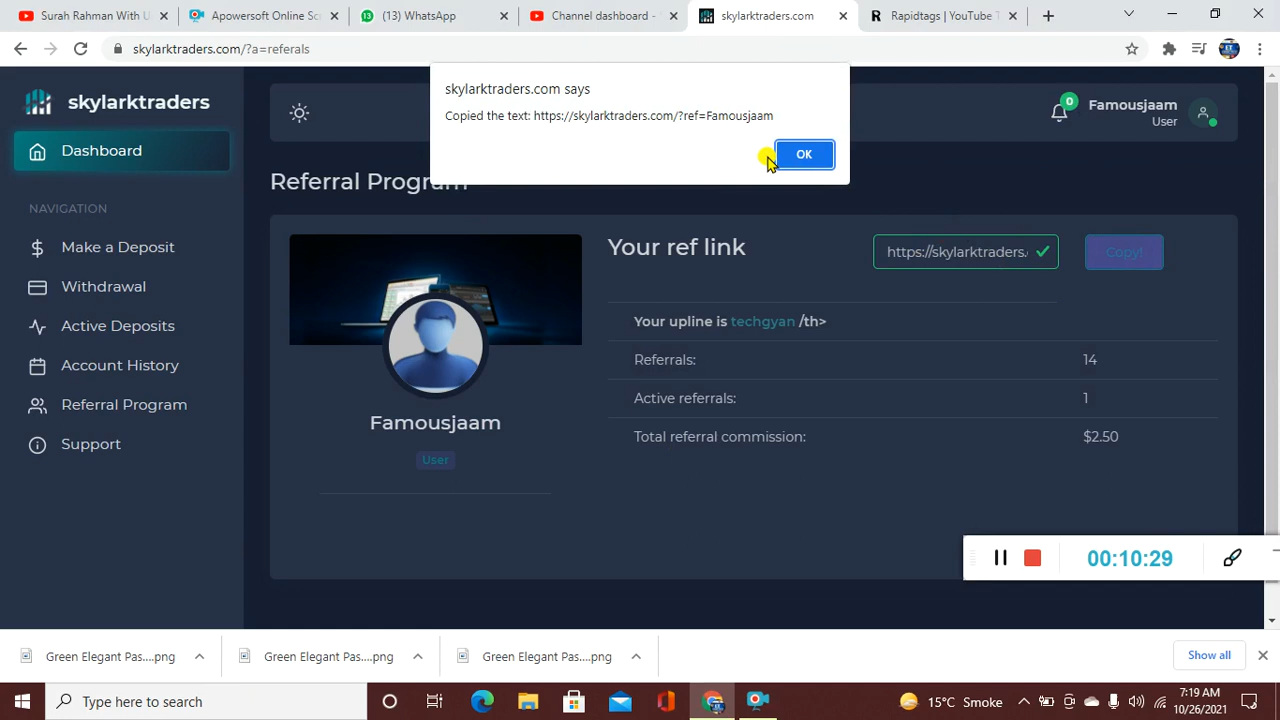 Surah Rahman With U
Apowersoft Online Scr
(13) WhatsApp
Channel dashboard -
skylarktraders.com
Rapidtags | YouTube T
skylarktraders.com/?a=referals
skylarktraders.com says
Copied the text: https://skylarktraders.com/?ref=Famousjaam
OK
skylarktraders
0
Famousjaam
User
Dashboard
NAVIGATION
Make a Deposit
Withdrawal
Active Deposits
Account History
Referral Program
Support
Referral Program
Famousjaam
User
Your ref link
https://skylarktraders.
Copy!
Your upline is techgyan /th>
Referrals: 14
Active referrals: 1
Total referral commission: $2.50
00:10:29
Green Elegant Pas....png
Green Elegant Pas....png
Green Elegant Pas....png
Show all
Type here to search
15°C Smoke
7:19 AM
10/26/2021